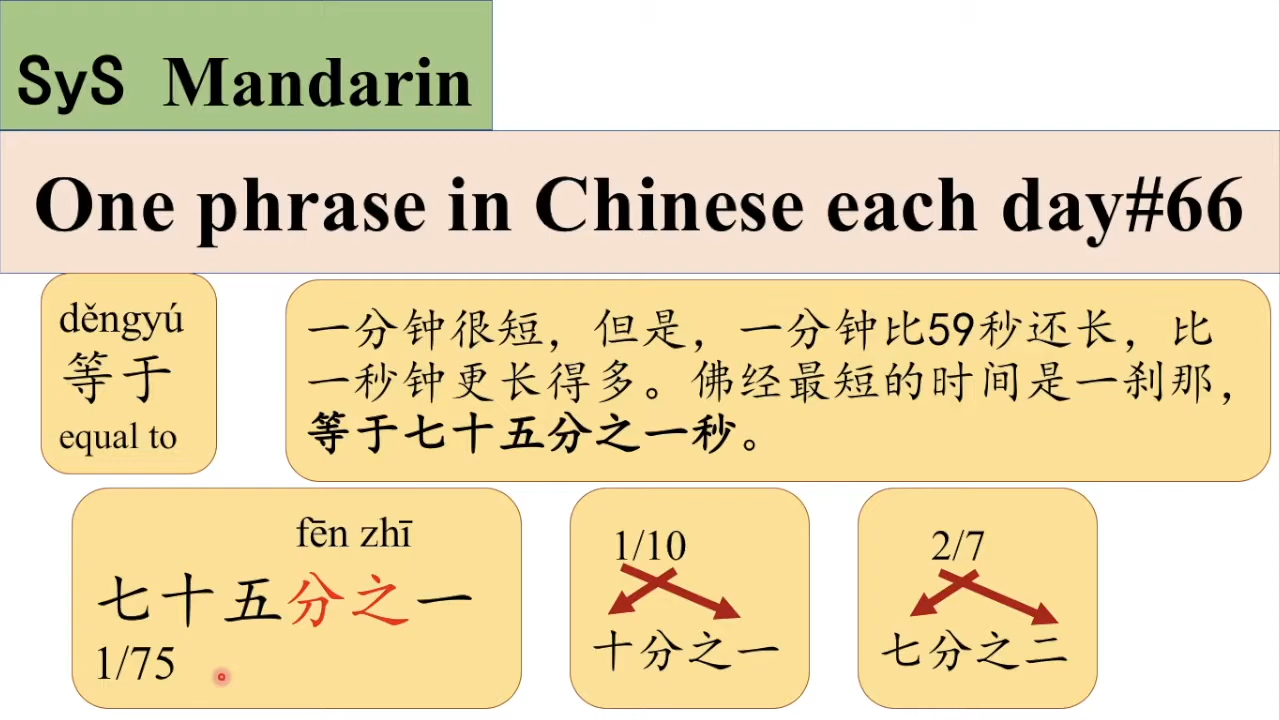 SyS Mandarin
One phrase in Chinese each day#66
děngyú
等于
equal to
一分钟很短，但是，一分钟比59秒还长，比
一秒钟更长得多。佛经最短的时间是一刹那，
等于七十五分之一秒。
fēn zhī
七十五分之一
1/75
1/10
十分之一
2/7
七分之二